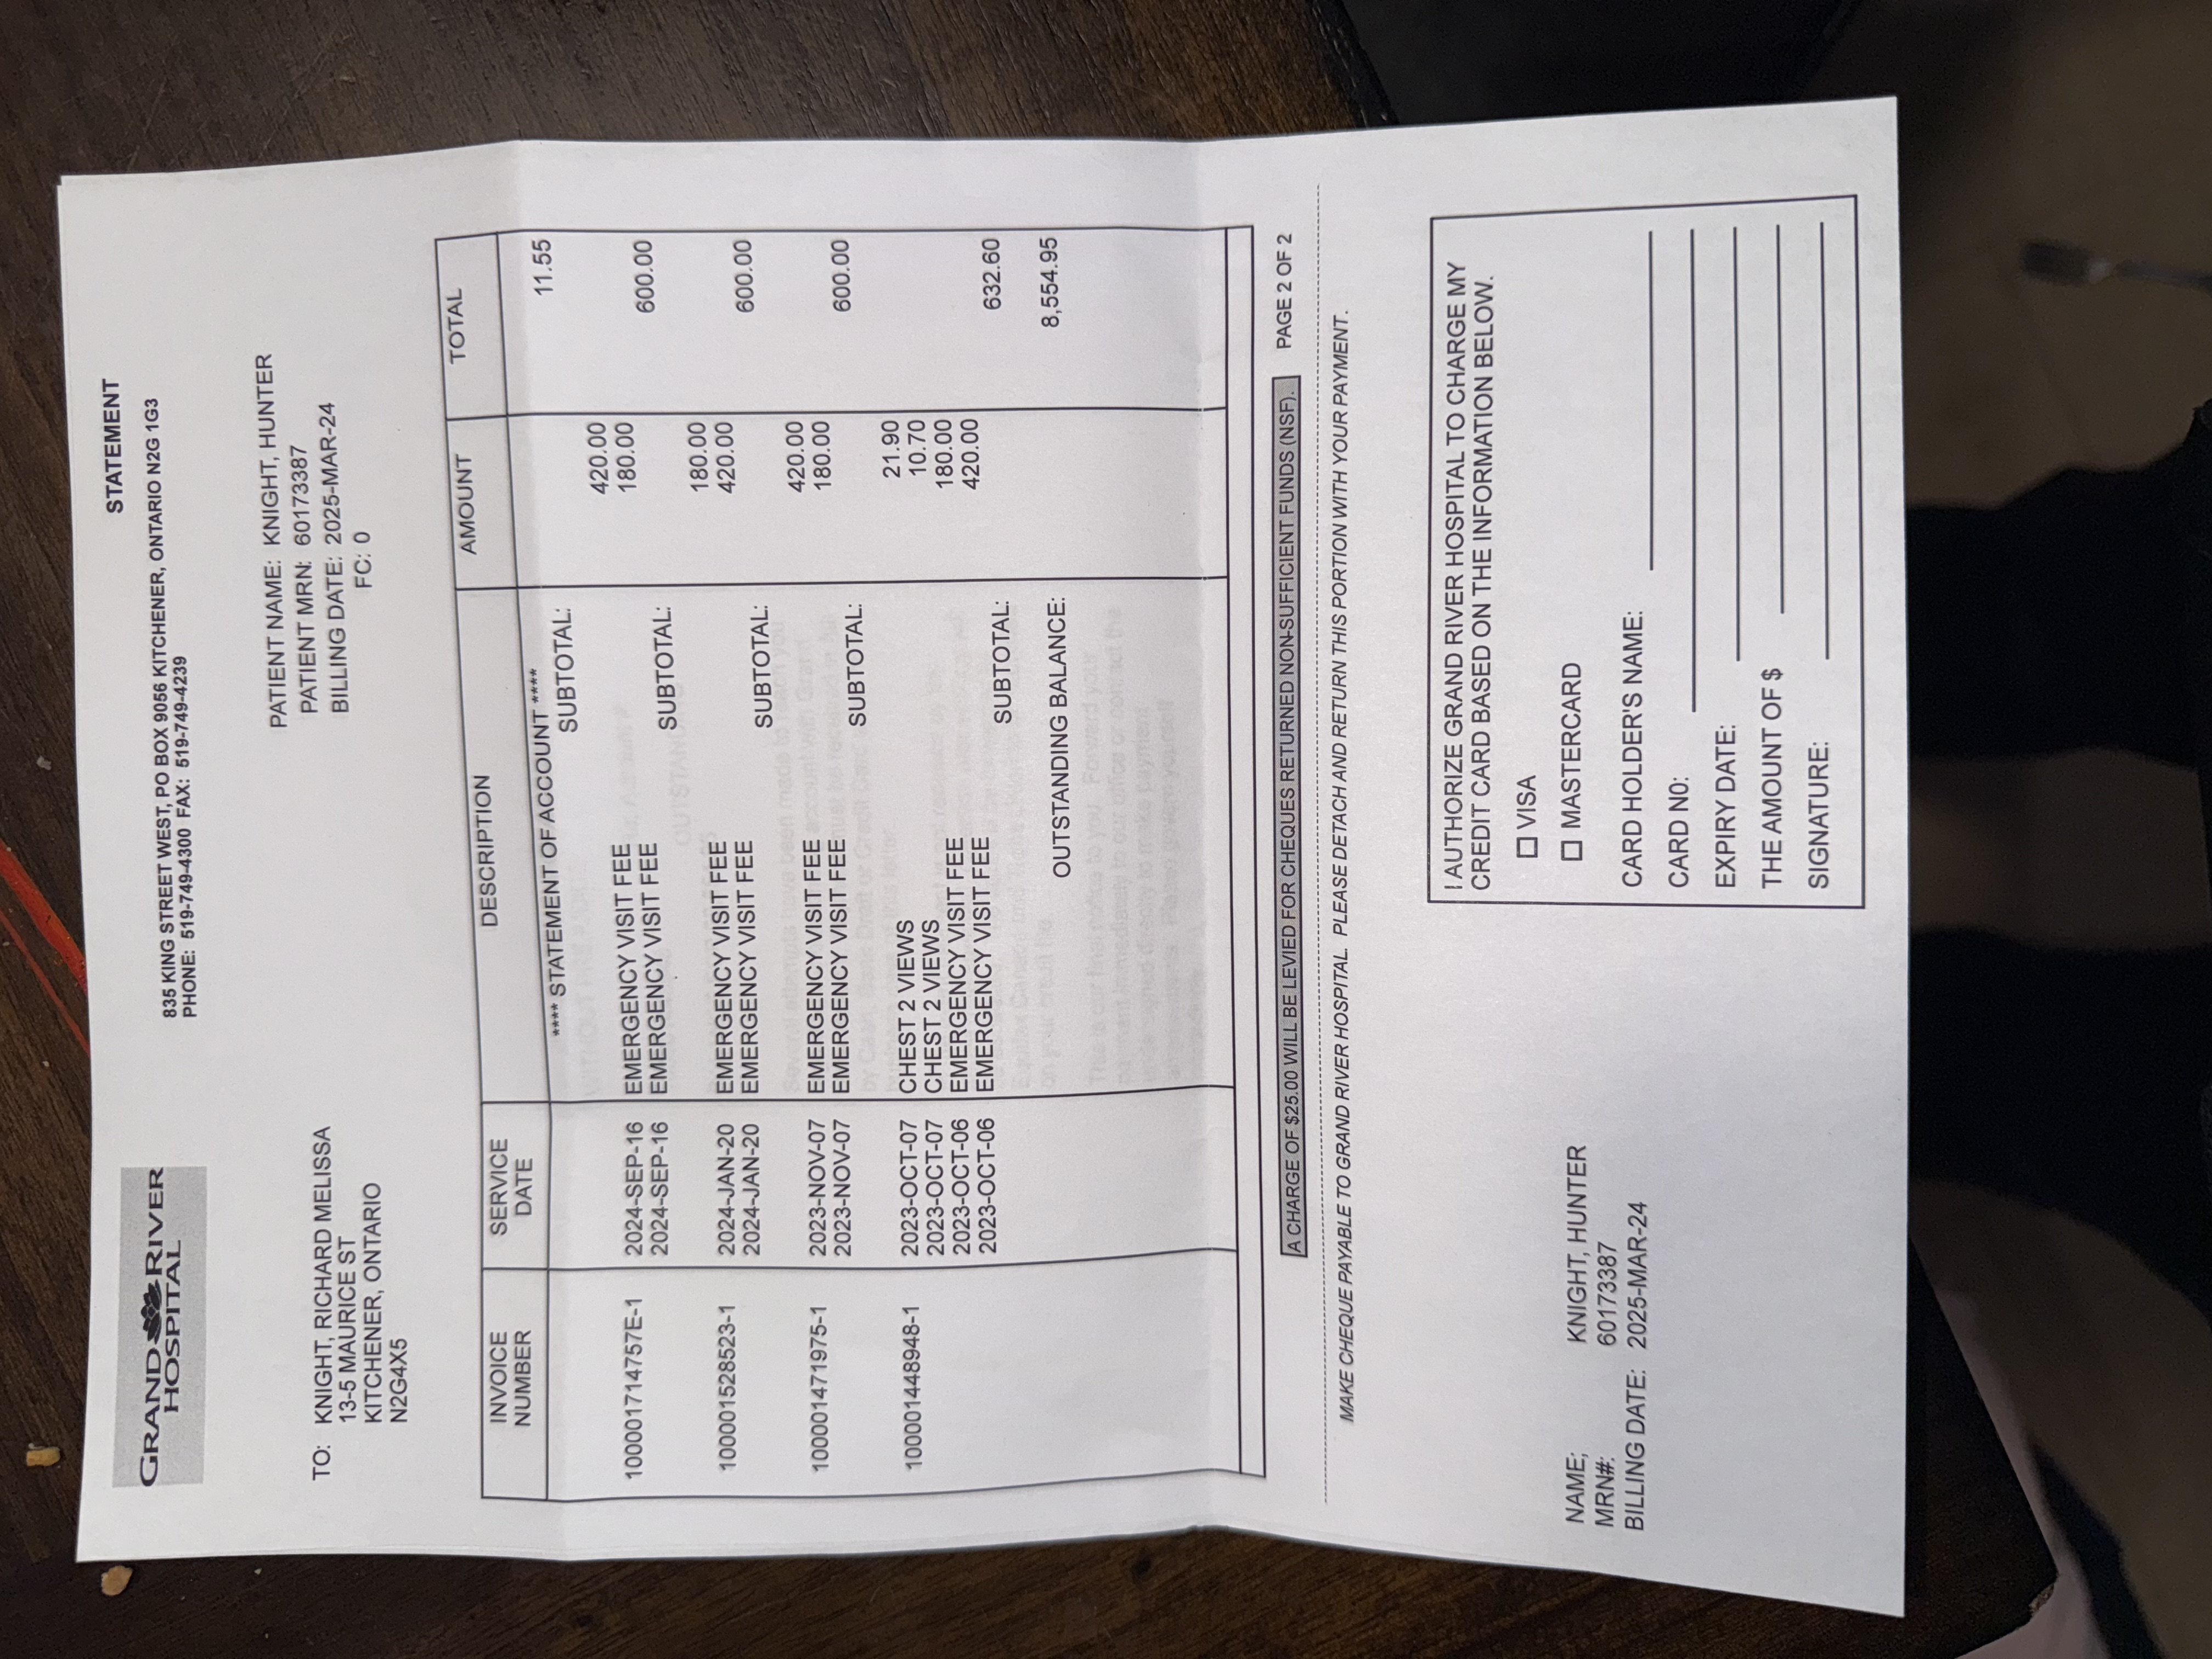 GRAND RIVER
HOSPITAL
STATEMENT
835 KING STREET WEST, PO BOX 9056 KITCHENER, ONTARIO N2G 1G3
PHONE: 519-749-4300 FAX: 519-749-4239
PATIENT NAME: KNIGHT, HUNTER
PATIENT MRN: 60173387
BILLING DATE: 2025-MAR-24
FC: 0
TO: KNIGHT, RICHARD MELISSA
13-5 MAURICE ST
KITCHENER, ONTARIO
N2G4X5
INVOICE NUMBER SERVICE DATE DESCRIPTION AMOUNT TOTAL
**** STATEMENT OF ACCOUNT ****
SUBTOTAL: 11.55
100001714757E-1 2024-SEP-16 EMERGENCY VISIT FEE 420.00
2024-SEP-16 EMERGENCY VISIT FEE 180.00
SUBTOTAL: 600.00
100001528523-1 2024-JAN-20 EMERGENCY VISIT FEE 180.00
2024-JAN-20 EMERGENCY VISIT FEE 420.00
SUBTOTAL: 600.00
100001471975-1 2023-NOV-07 EMERGENCY VISIT FEE 420.00
2023-NOV-07 EMERGENCY VISIT FEE 180.00
SUBTOTAL: 600.00
100001448948-1 2023-OCT-07 CHEST 2 VIEWS 21.90
2023-OCT-07 CHEST 2 VIEWS 10.70
2023-OCT-06 EMERGENCY VISIT FEE 180.00
2023-OCT-06 EMERGENCY VISIT FEE 420.00
SUBTOTAL: 632.60
OUTSTANDING BALANCE: 8,554.95
A CHARGE OF $25.00 WILL BE LEVIED FOR CHEQUES RETURNED NON-SUFFICIENT FUNDS (NSF). PAGE 2 OF 2
MAKE CHEQUE PAYABLE TO GRAND RIVER HOSPITAL. PLEASE DETACH AND RETURN THIS PORTION WITH YOUR PAYMENT.
I AUTHORIZE GRAND RIVER HOSPITAL TO CHARGE MY
CREDIT CARD BASED ON THE INFORMATION BELOW.
VISA
MASTERCARD
NAME; KNIGHT, HUNTER
MRN#: 60173387
BILLING DATE: 2025-MAR-24
CARD HOLDER'S NAME:
CARD N0:
EXPIRY DATE:
THE AMOUNT OF $
SIGNATURE: